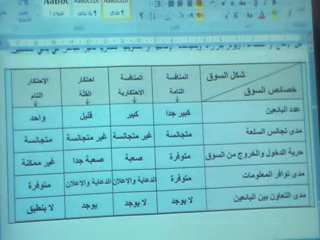 AaBbCcI AaBbCcDc
شكل السوق
خصائص السوق
المنافسة التامة
المنافسة الاحتكارية
احتكار القلة
الاحتكار التام
عدد البائعين كبير جدا كبير قليل واحد
مدى تجانس السلعة متجانسة غير متجانسة غير متجانسة متجانسة
حرية الدخول والخروج من السوق متوفرة صعبة صعبة جدا غير ممكنة
مدى توافر المعلومات متوفرة الدعاية والاعلان الدعاية والاعلان متوفرة
مدى التعاون بين البائعين لا يوجد لا يوجد يوجد لا ينطبق